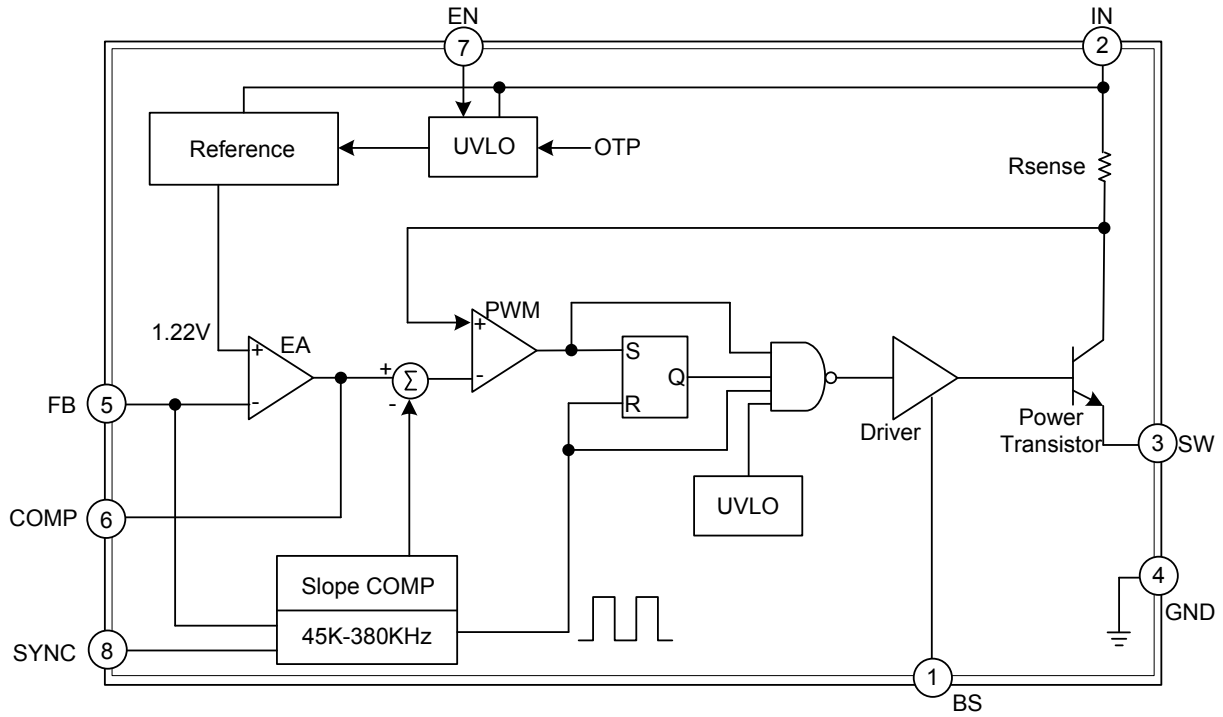 EN
7
IN
2
Reference
UVLO
OTP
Rsense
PWM
+
1.22V
+
EA
-
+
Σ
-
-
S
Q
R
FB
5
-
Driver
Power
Transistor
3
SW
UVLO
COMP
6
Slope COMP
45K-380KHz
4
GND
SYNC
8
1
BS